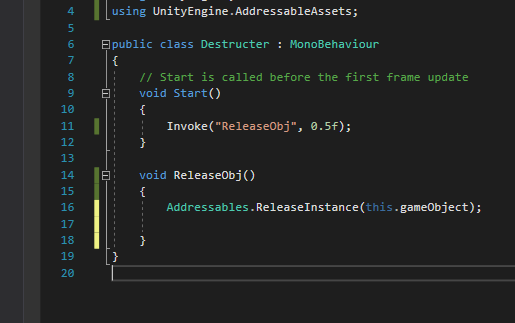 4 using UnityEngine.AddressableAssets;
5
6 public class Destructer : MonoBehaviour
7 {
8 // Start is called before the first frame update
9 void Start()
10 {
11 Invoke("ReleaseObj", 0.5f);
12 }
13
14 void ReleaseObj()
15 {
16 Addressables.ReleaseInstance(this.gameObject);
17
18 }
19 }
20